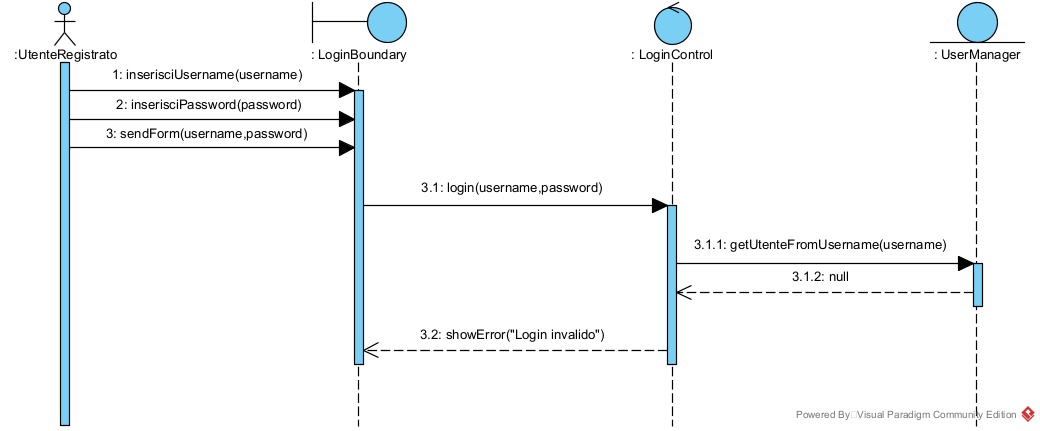 :UtenteRegistrato
: LoginBoundary
: LoginControl
: UserManager
1: inserisciUsername(username)
2: inserisciPassword(password)
3: sendForm(username,password)
3.1: login(username,password)
3.1.1: getUtenteFromUsername(username)
3.1.2: null
3.2: showError("Login invalido")
Powered By Visual Paradigm Community Edition